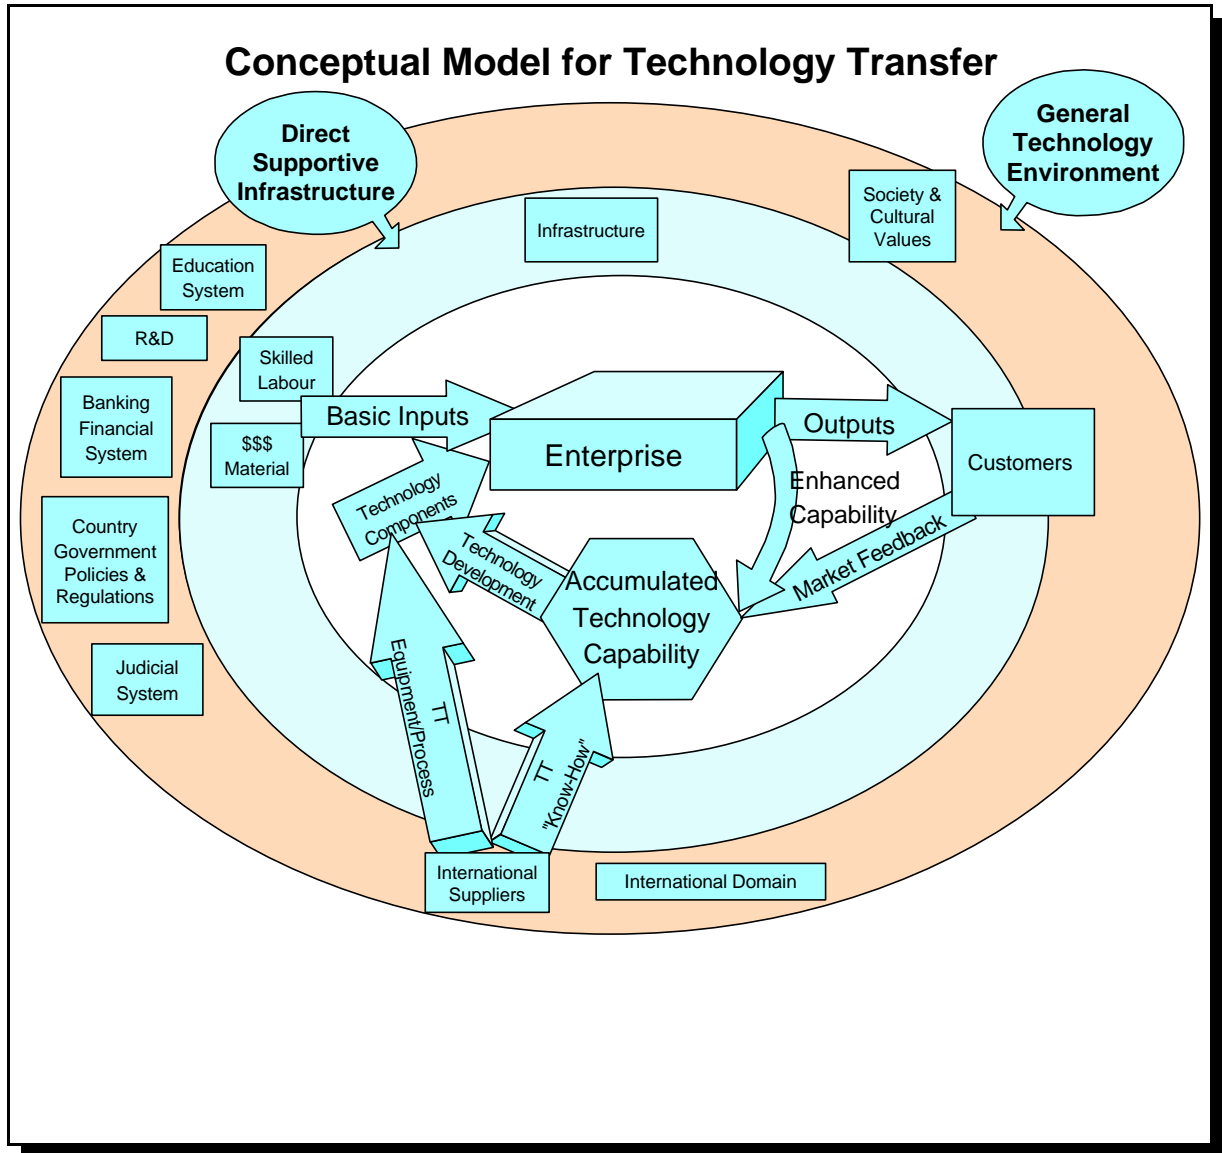 Conceptual Model for Technology Transfer
Direct
Supportive
Infrastructure
General
Technology
Environment
Society &
Cultural
Values
Infrastructure
Education
System
R&D
Skilled
Labour
Banking
Financial
System
$$$
Material
Basic Inputs
Enterprise
Outputs
Customers
Enhanced
Capability
Technology
Components
Country
Government
Policies &
Regulations
Technology
Development
Accumulated
Technology
Capability
Market Feedback
Judicial
System
TT
Equipment/Process
TT
"Know-How"
International
Suppliers
International Domain